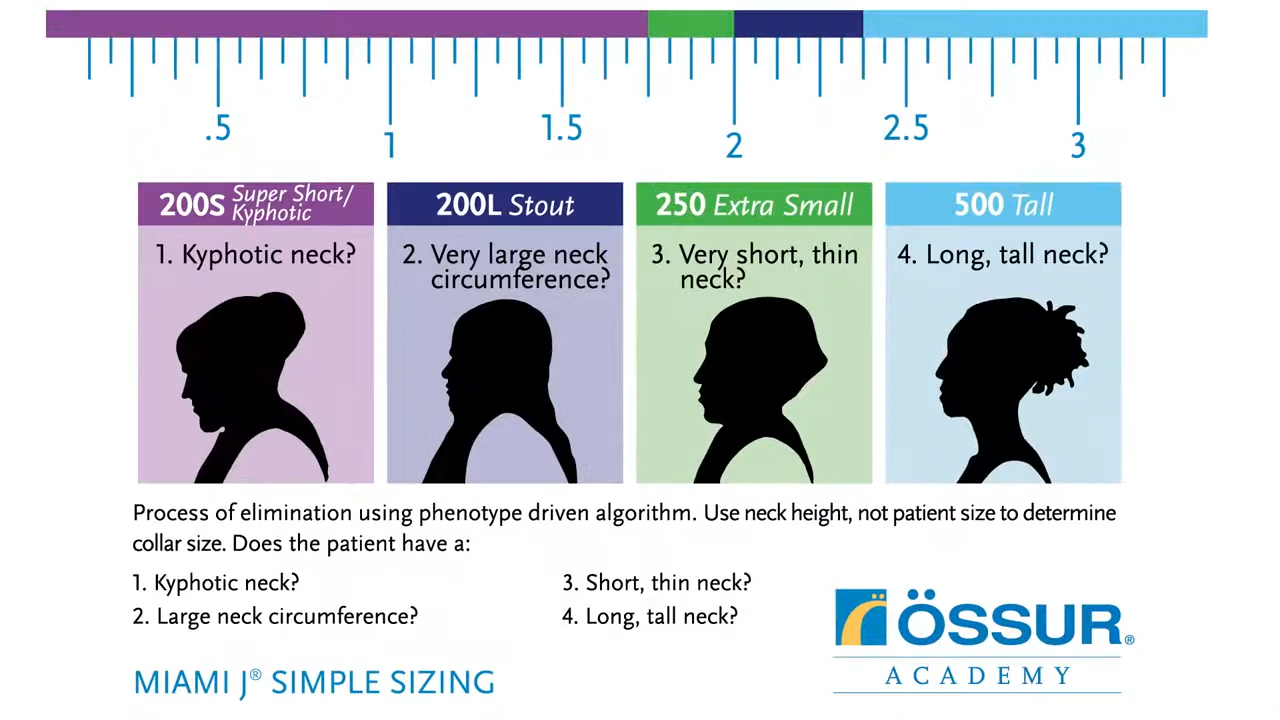 .5
1
1.5
2
2.5
3
200S Super Short/
Kyphotic
1. Kyphotic neck?
200L Stout
2. Very large neck
circumference?
250 Extra Small
3. Very short, thin
neck?
500 Tall
4. Long, tall neck?
Process of elimination using phenotype driven algorithm. Use neck height, not patient size to determine
collar size. Does the patient have a:
1. Kyphotic neck?
2. Large neck circumference?
3. Short, thin neck?
4. Long, tall neck?
MIAMI J® SIMPLE SIZING
ÖSSUR®
ACADEMY